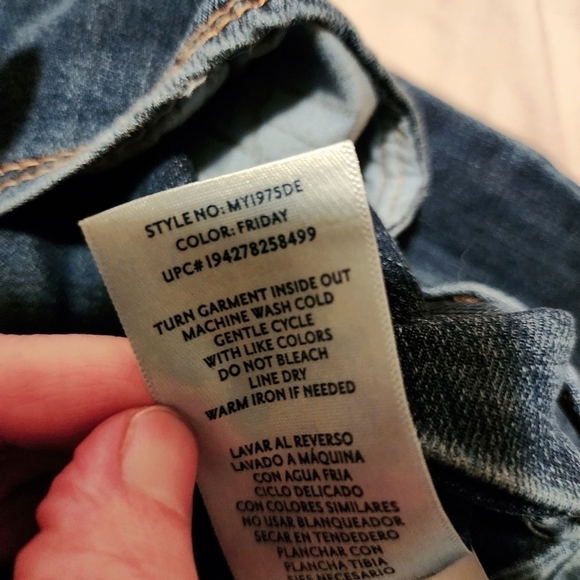 STYLE NO: MY1975DE
COLOR: FRIDAY
UPC# 194278258499
TURN GARMENT INSIDE OUT
MACHINE WASH COLD
GENTLE CYCLE
WITH LIKE COLORS
DO NOT BLEACH
LINE DRY
WARM IRON IF NEEDED
LAVAR AL REVERSO
LAVADO A MÁQUINA
CON AGUA FRIA
CICLO DELICADO
CON COLORES SIMILARES
NO USAR BLANQUEADOR
SECAR EN TENDEDERO
PLANCHAR CON
PLANCHA TIBIA
NECESARIO